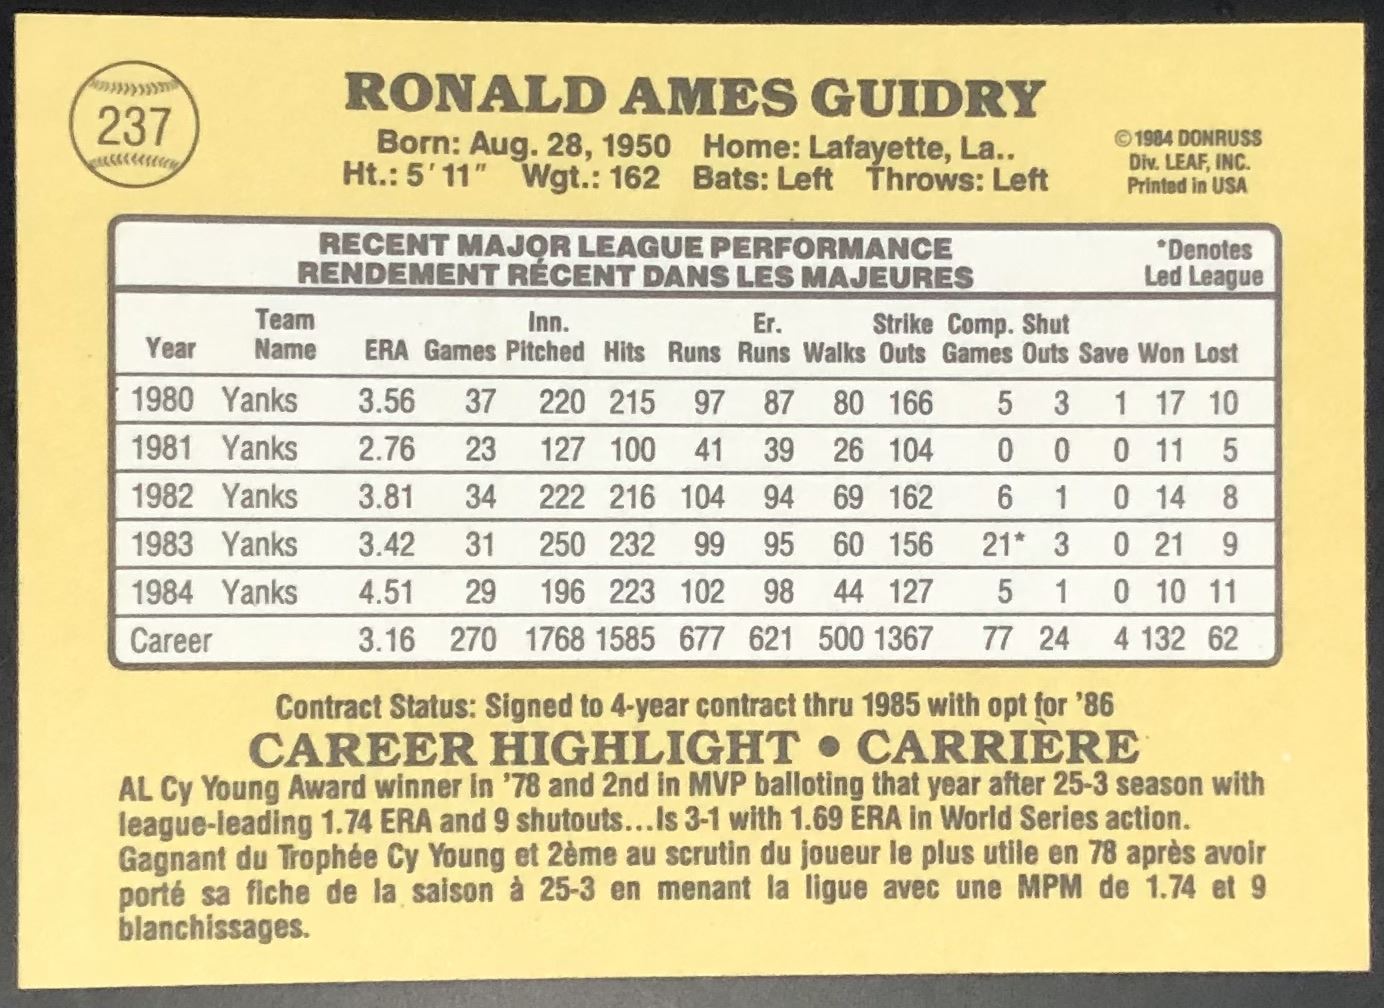 237
RONALD AMES GUIDRY
Born: Aug. 28, 1950 Home: Lafayette, La..
Ht.: 5'11" Wgt.: 162 Bats: Left Throws: Left
©1984 DONRUSS
Div. LEAF, INC.
Printed in USA
RECENT MAJOR LEAGUE PERFORMANCE
RENDEMENT RÉCENT DANS LES MAJEURES
*Denotes
Led League
Year Team Name ERA Games Inn. Pitched Hits Runs Er. Runs Walks Strike Outs Comp. Games Shut Outs Save Won Lost
1980 Yanks 3.56 37 220 215 97 87 80 166 5 3 1 17 10
1981 Yanks 2.76 23 127 100 41 39 26 104 0 0 0 11 5
1982 Yanks 3.81 34 222 216 104 94 69 162 6 1 0 14 8
1983 Yanks 3.42 31 250 232 99 95 60 156 21* 3 0 21 9
1984 Yanks 4.51 29 196 223 102 98 44 127 5 1 0 10 11
Career 3.16 270 1768 1585 677 621 500 1367 77 24 4 132 62
Contract Status: Signed to 4-year contract thru 1985 with opt for '86
CAREER HIGHLIGHT • CARRIÈRE
AL Cy Young Award winner in '78 and 2nd in MVP balloting that year after 25-3 season with
league-leading 1.74 ERA and 9 shutouts...Is 3-1 with 1.69 ERA in World Series action.
Gagnant du Trophée Cy Young et 2ème au scrutin du joueur le plus utile en 78 après avoir
porté sa fiche de la saison à 25-3 en menant la ligue avec une MPM de 1.74 et 9
blanchissages.